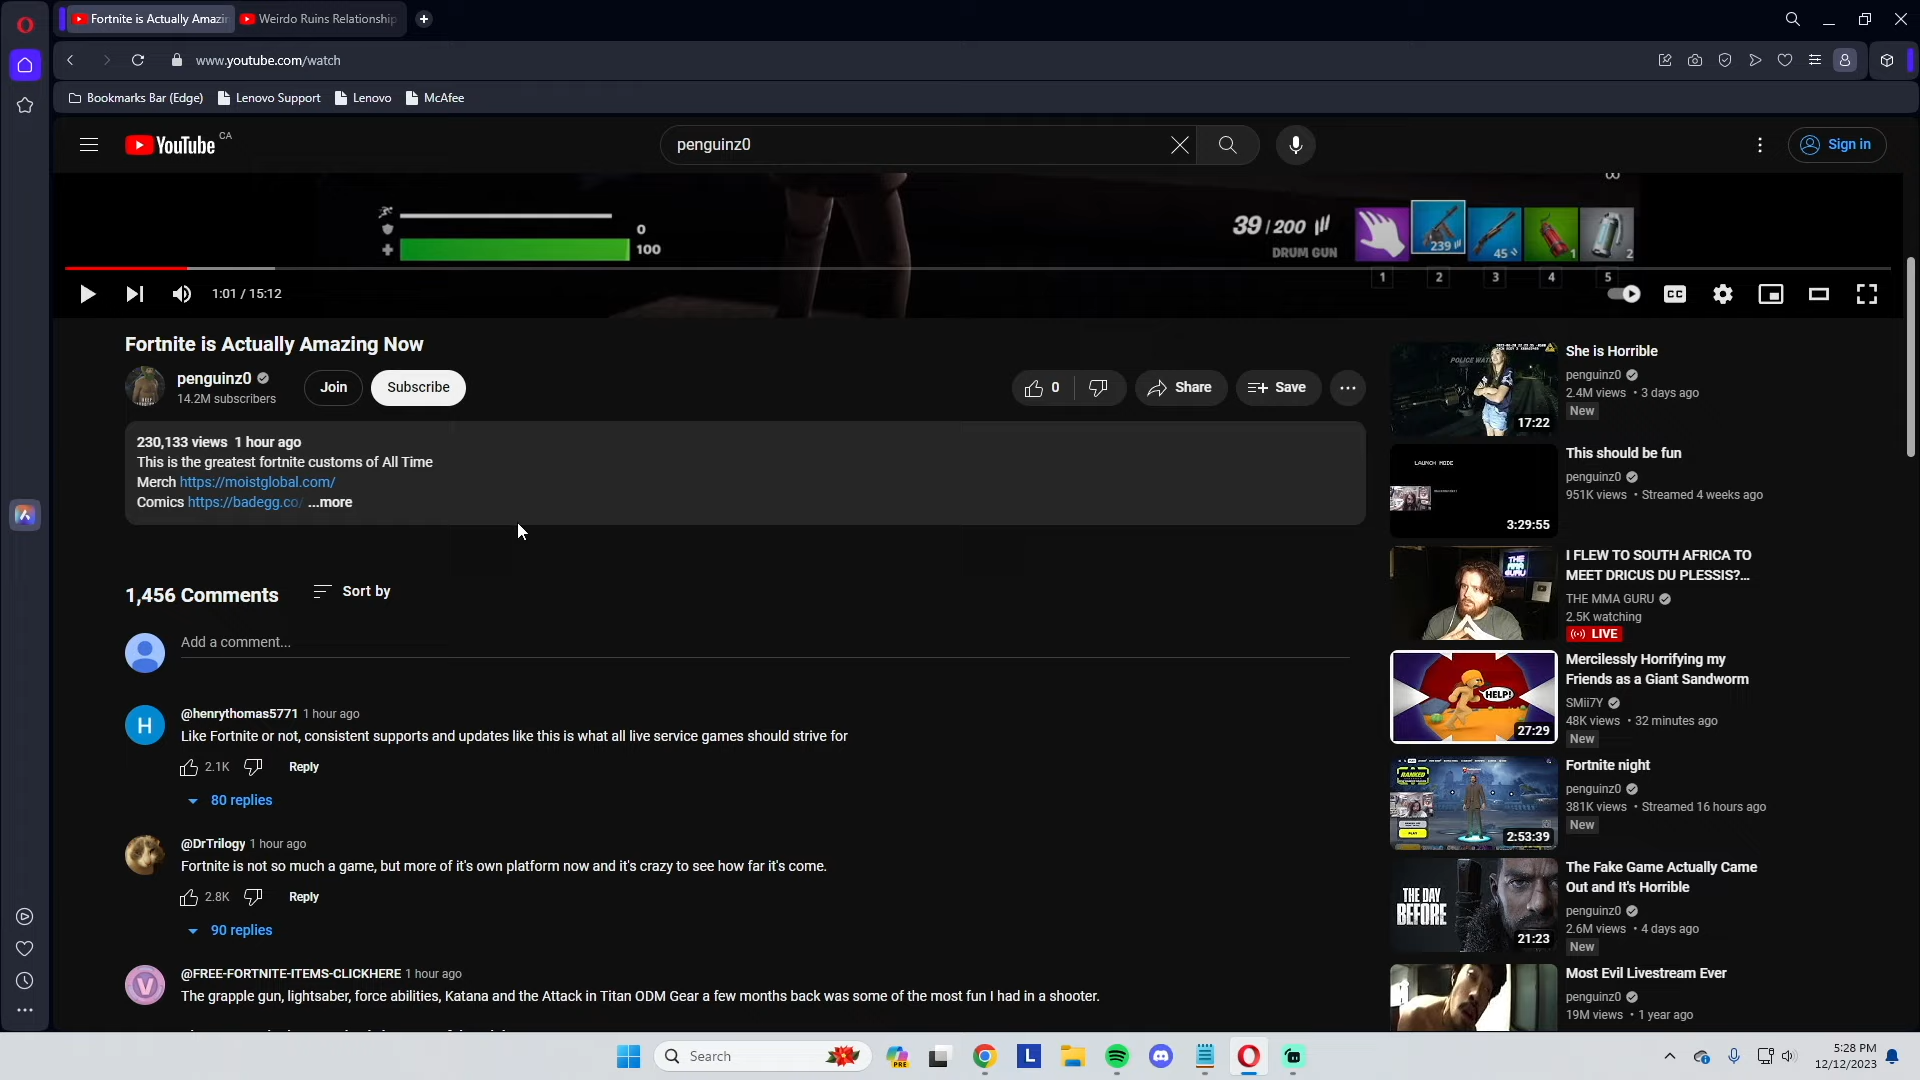 Fortnite is Actually Amazin
Weirdo Ruins Relationship
www.youtube.com/watch
Bookmarks Bar (Edge)
Lenovo Support
Lenovo
McAfee
YouTube CA
penguinz0
Sign in
0
100
39 / 200
DRUM GUN
239
45
1
2
1 2 3 4 5
1:01 / 15:12
CC
Fortnite is Actually Amazing Now
penguinz0
14.2M subscribers
Join
Subscribe
0
Share
Save
230,133 views 1 hour ago
This is the greatest fortnite customs of All Time
Merch https://moistglobal.com/
Comics https://badegg.co/ ...more
1,456 Comments
Sort by
Add a comment...
H
@henrythomas5771 1 hour ago
Like Fortnite or not, consistent supports and updates like this is what all live service games should strive for
2.1K
Reply
80 replies
@DrTrilogy 1 hour ago
Fortnite is not so much a game, but more of it's own platform now and it's crazy to see how far it's come.
2.8K
Reply
90 replies
V
@FREE-FORTNITE-ITEMS-CLICKHERE 1 hour ago
The grapple gun, lightsaber, force abilities, Katana and the Attack in Titan ODM Gear a few months back was some of the most fun I had in a shooter.
17:22
She is Horrible
penguinz0
2.4M views • 3 days ago
New
LAUNCH MODE
3:29:55
This should be fun
penguinz0
951K views • Streamed 4 weeks ago
THE
MMA
GURU
I FLEW TO SOUTH AFRICA TO
MEET DRICUS DU PLESSIS?...
THE MMA GURU
2.5K watching
LIVE
HELP!
27:29
Mercilessly Horrifying my
Friends as a Giant Sandworm
SMii7Y
48K views • 32 minutes ago
New
RANKED
2:53:39
Fortnite night
penguinz0
381K views • Streamed 16 hours ago
New
THE DAY
BEFORE
21:23
The Fake Game Actually Came
Out and It's Horrible
penguinz0
2.6M views • 4 days ago
New
Most Evil Livestream Ever
penguinz0
19M views • 1 year ago
Search
PRE
L
5:28 PM
12/12/2023